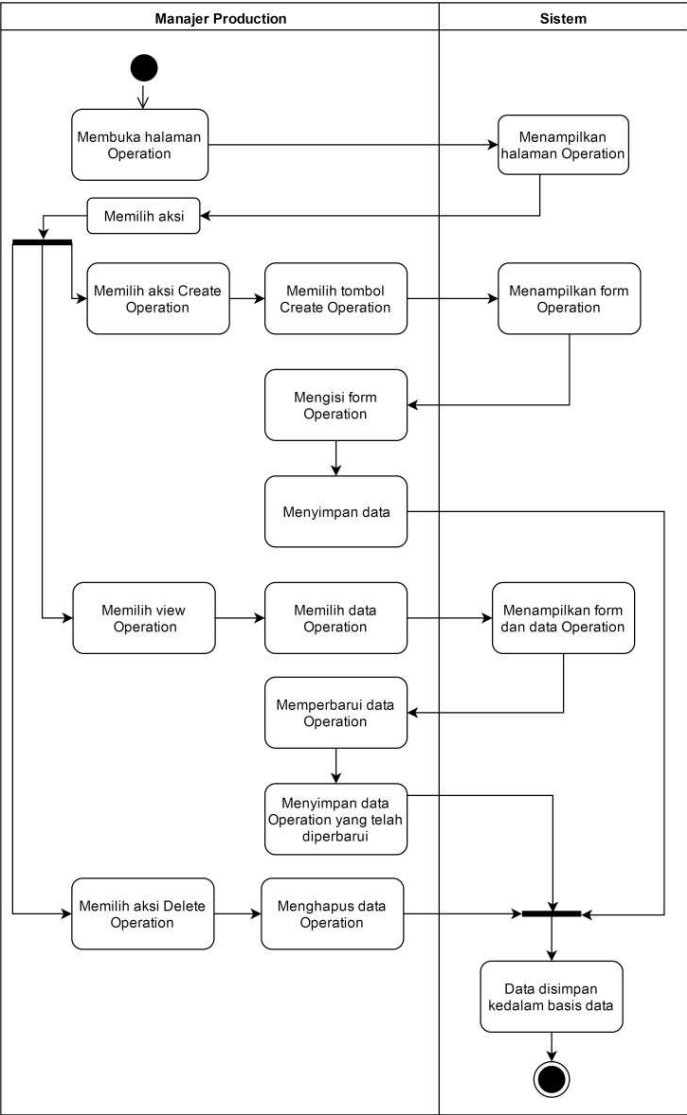 Manajer Production
Sistem
Membuka halaman
Operation
Menampilkan
halaman Operation
Memilih aksi
Memilih aksi Create
Operation
Memilih tombol
Create Operation
Menampilkan form
Operation
Mengisi form
Operation
Menyimpan data
Memilih view
Operation
Memilih data
Operation
Menampilkan form
dan data Operation
Memperbarui data
Operation
Menyimpan data
Operation yang telah
diperbarui
Memilih aksi Delete
Operation
Menghapus data
Operation
Data disimpan
kedalam basis data